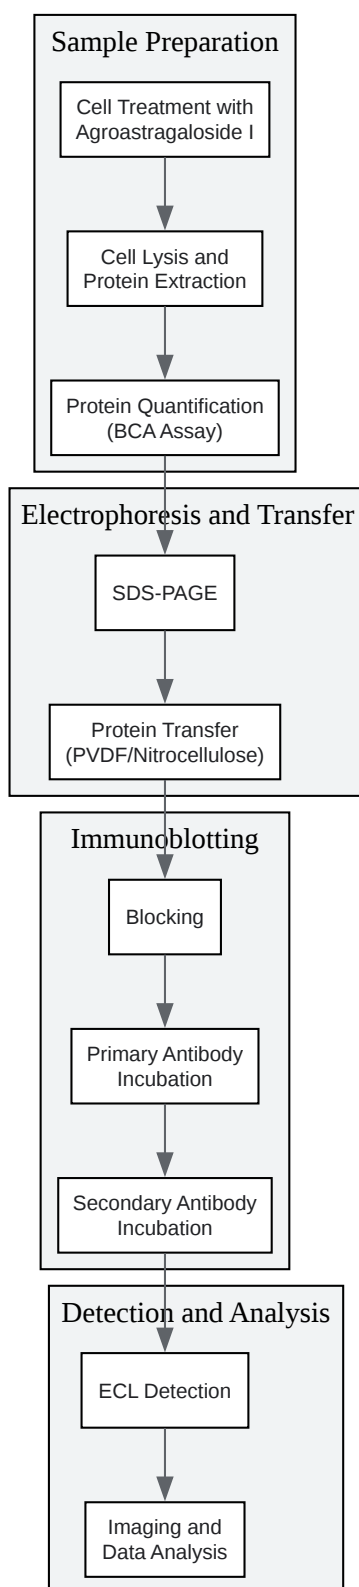 Sample Preparation
Cell Treatment with
Agroastragaloside I
Cell Lysis and
Protein Extraction
Protein Quantification
(BCA Assay)
Electrophoresis and Transfer
SDS-PAGE
Protein Transfer
(PVDF/Nitrocellulose)
Immunoblotting
Blocking
Primary Antibody
Incubation
Secondary Antibody
Incubation
Detection and Analysis
ECL Detection
Imaging and
Data Analysis